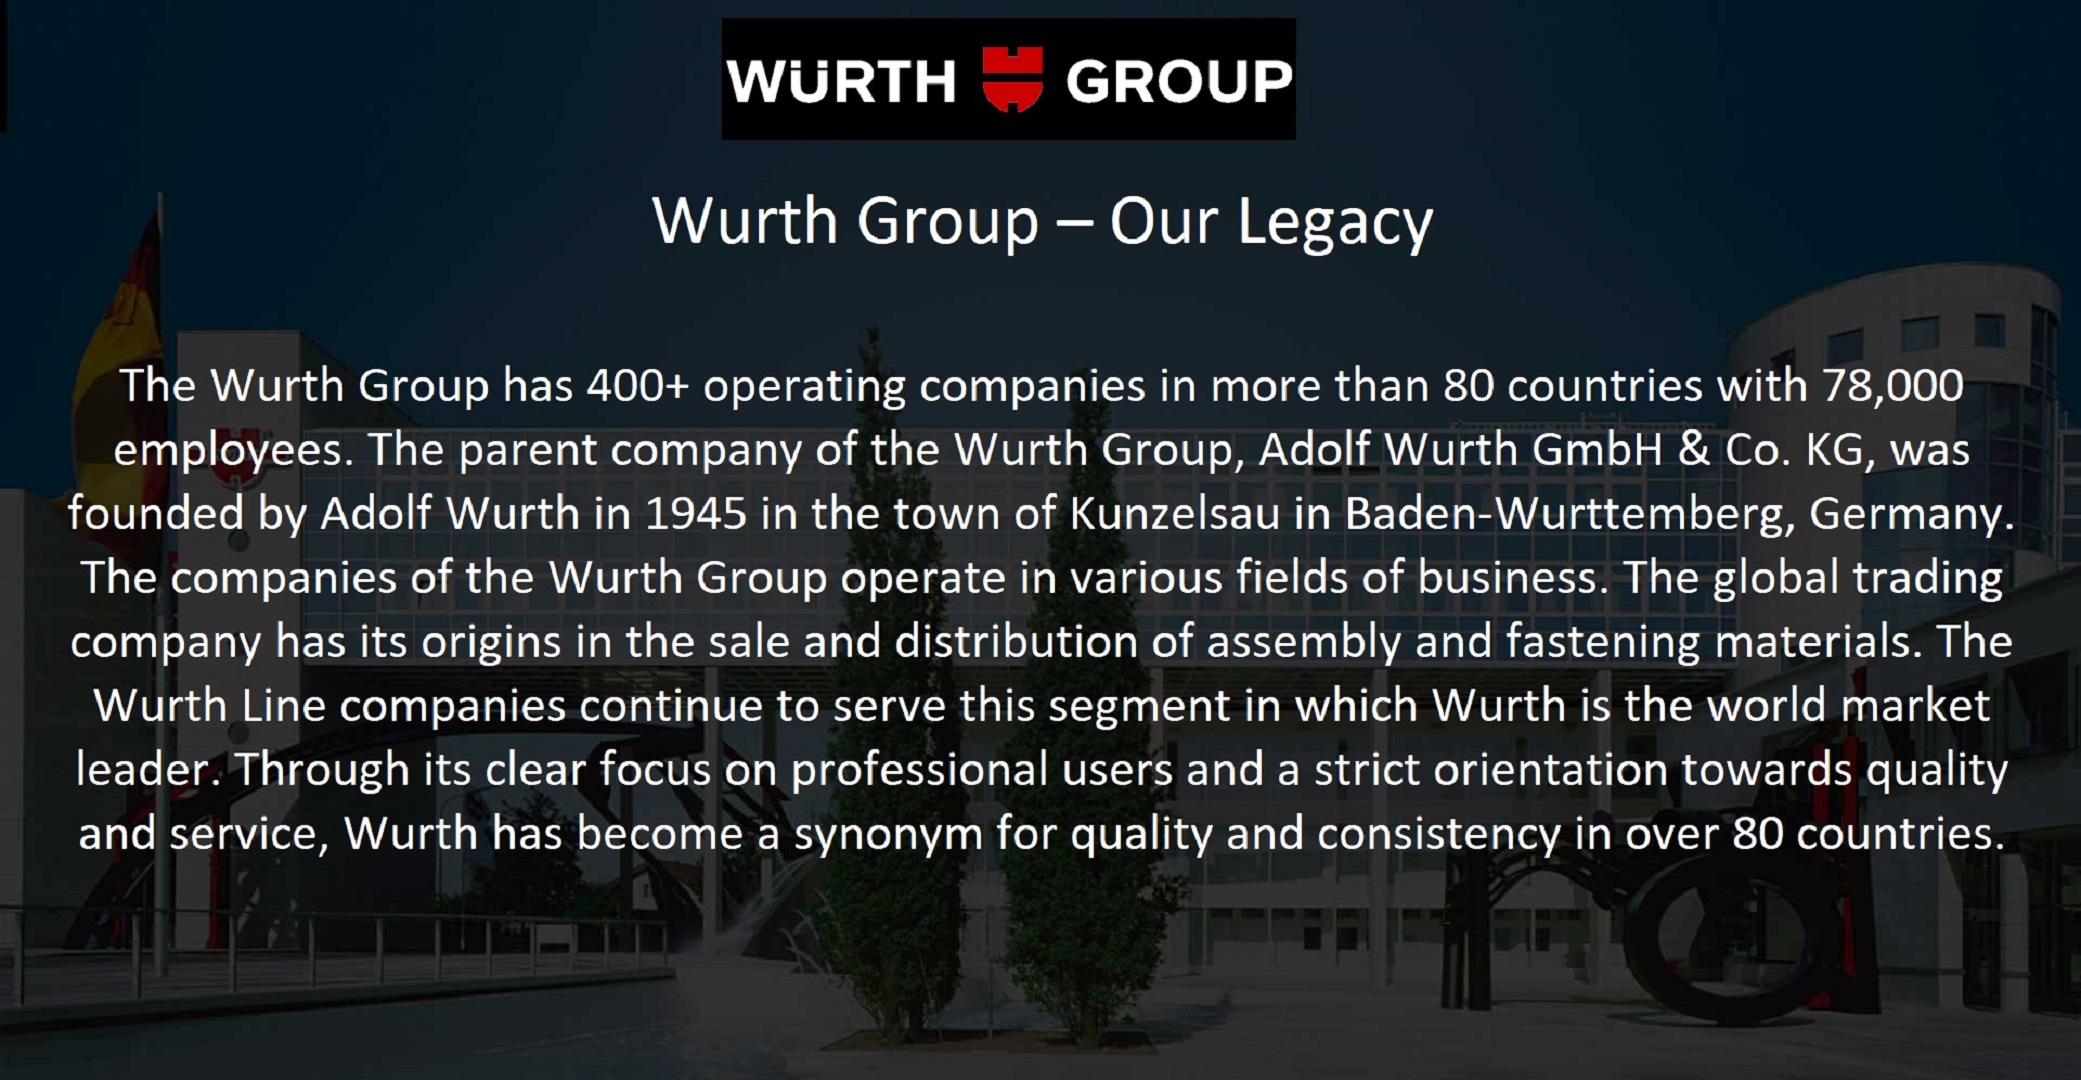 WÜRTH GROUP
Wurth Group – Our Legacy
The Wurth Group has 400+ operating companies in more than 80 countries with 78,000
employees. The parent company of the Wurth Group, Adolf Wurth GmbH & Co. KG, was
founded by Adolf Wurth in 1945 in the town of Kunzelsau in Baden-Wurttemberg, Germany.
The companies of the Wurth Group operate in various fields of business. The global trading
company has its origins in the sale and distribution of assembly and fastening materials. The
Wurth Line companies continue to serve this segment in which Wurth is the world market
leader. Through its clear focus on professional users and a strict orientation towards quality
and service, Wurth has become a synonym for quality and consistency in over 80 countries.